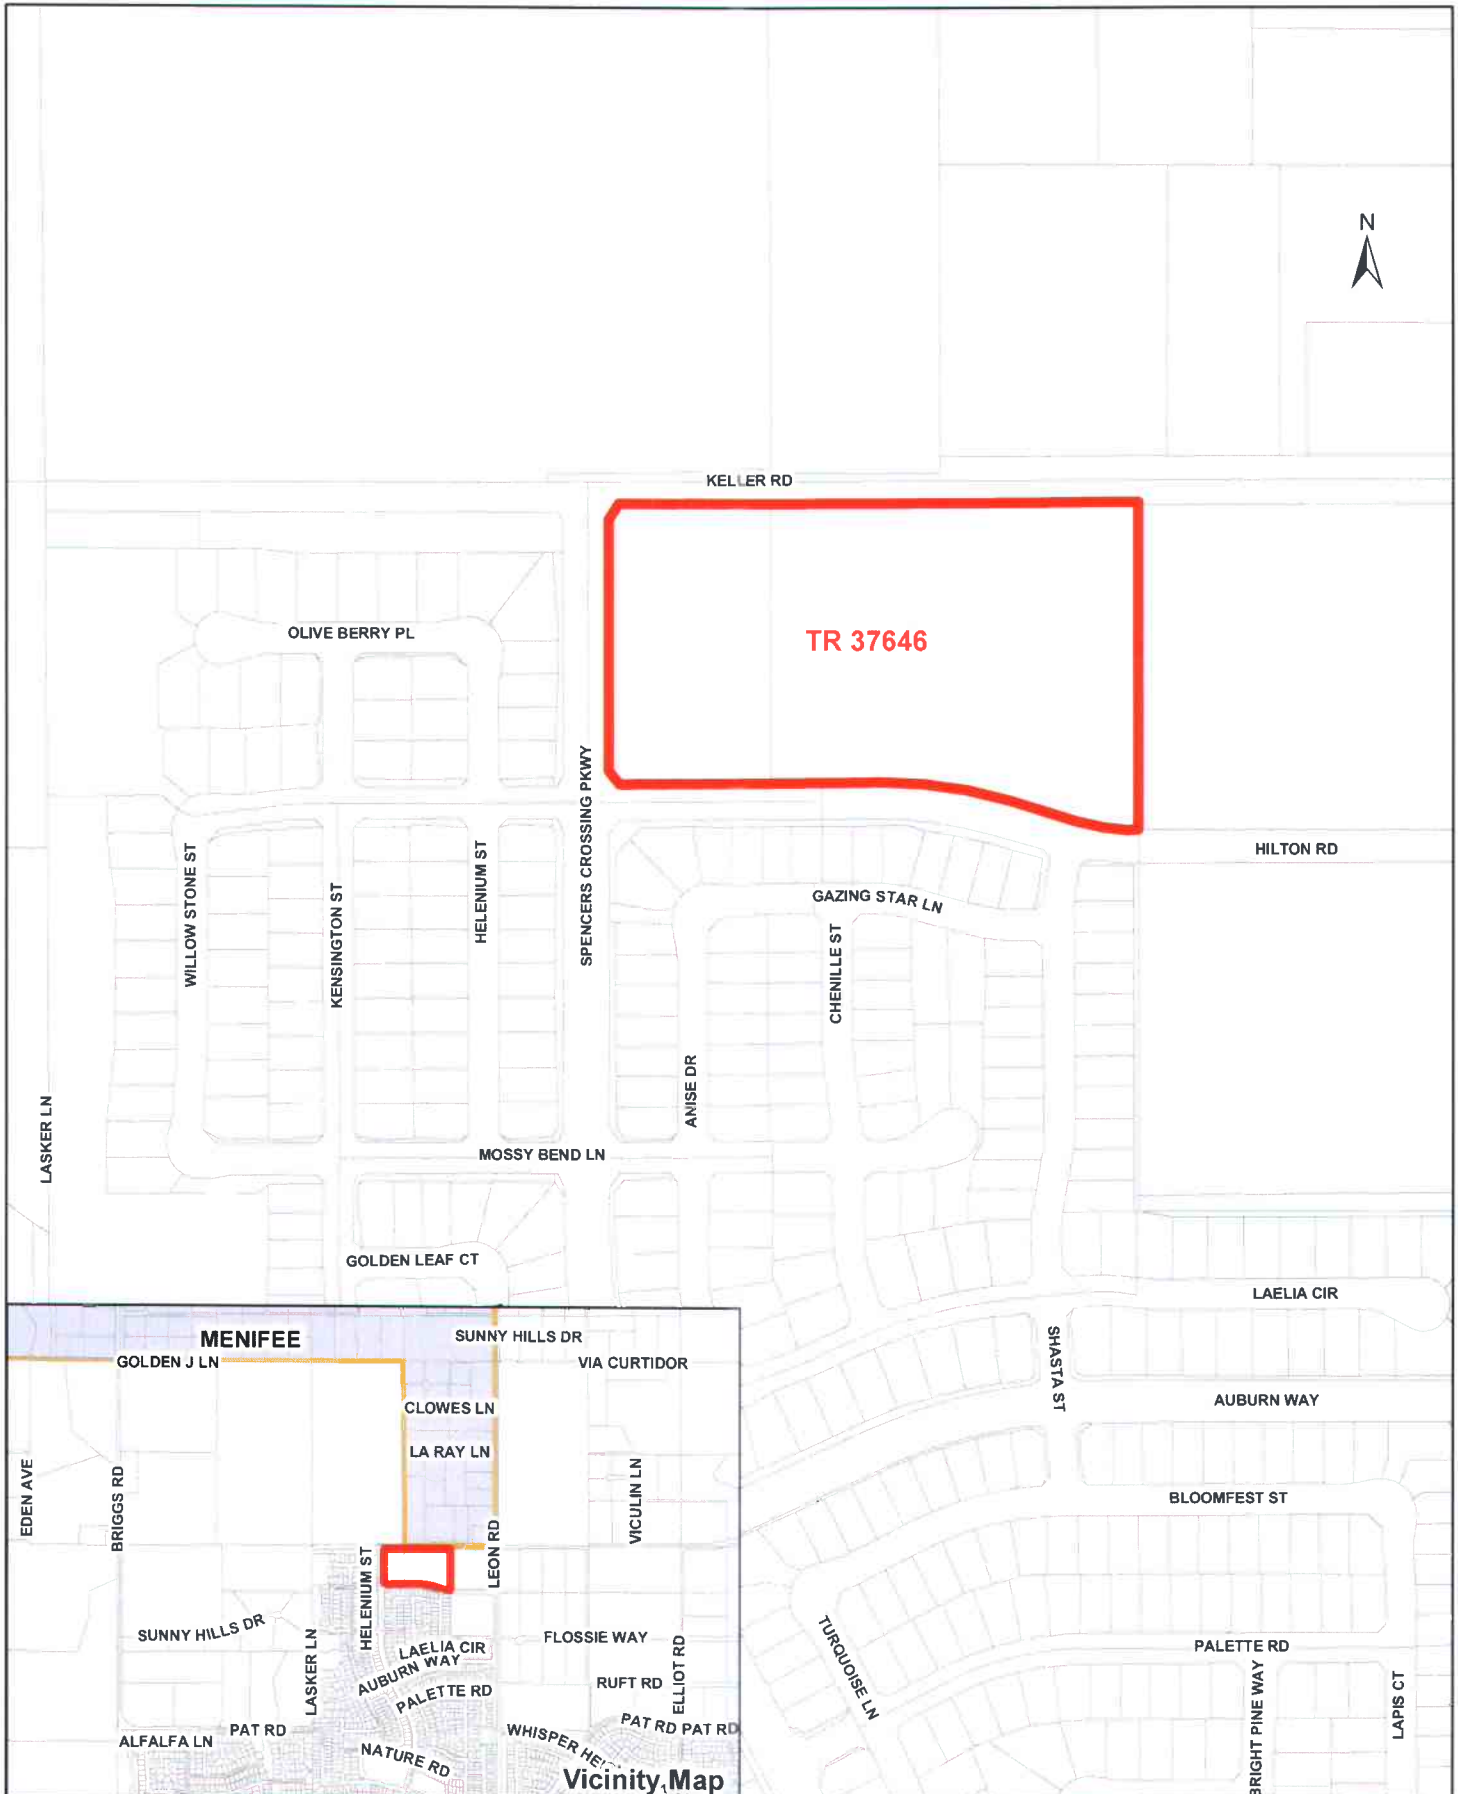 N
KELLER RD
OLIVE BERRY PL
TR 37646
SPENCERS CROSSING PKWY
WILLOW STONE ST
KENSINGTON ST
HELENIUM ST
HILTON RD
GAZING STAR LN
CHENILLE ST
ANISE DR
LASKER LN
MOSSY BEND LN
GOLDEN LEAF CT
LAELIA CIR
SHASTA ST
AUBURN WAY
BLOOMFEST ST
TURQUOISE LN
PALETTE RD
BRIGHT PINE WAY
LAPIS CT
MENIFEE
SUNNY HILLS DR
GOLDEN J LN
VIA CURTIDOR
CLOWES LN
LA RAY LN
EDEN AVE
BRIGGS RD
VICULIN LN
LEON RD
HELENIUM ST
SUNNY HILLS DR
LASKER LN
LAELIA CIR
AUBURN WAY
PALETTE RD
FLOSSIE WAY
RUFT RD
ELLIOT RD
PAT RD
ALFALFA LN
NATURE RD
WHISPER
PAT RD PAT RD
Vicinity Map